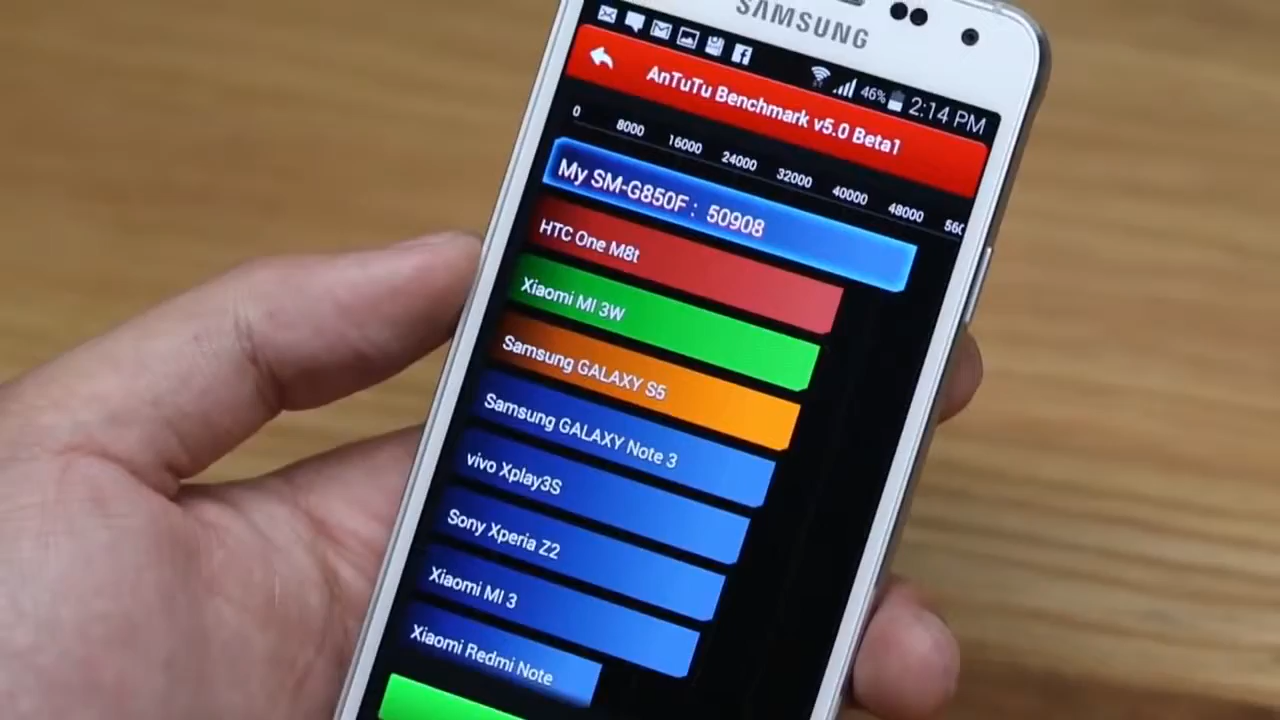 SAMSUNG
46% 2:14 PM
AnTuTu Benchmark v5.0 Beta1
0 8000 16000 24000 32000 40000 48000
My SM-G850F : 50908
HTC One M8t
Xiaomi MI 3W
Samsung GALAXY S5
Samsung GALAXY Note 3
vivo Xplay3S
Sony Xperia Z2
Xiaomi MI 3
Xiaomi Redmi Note